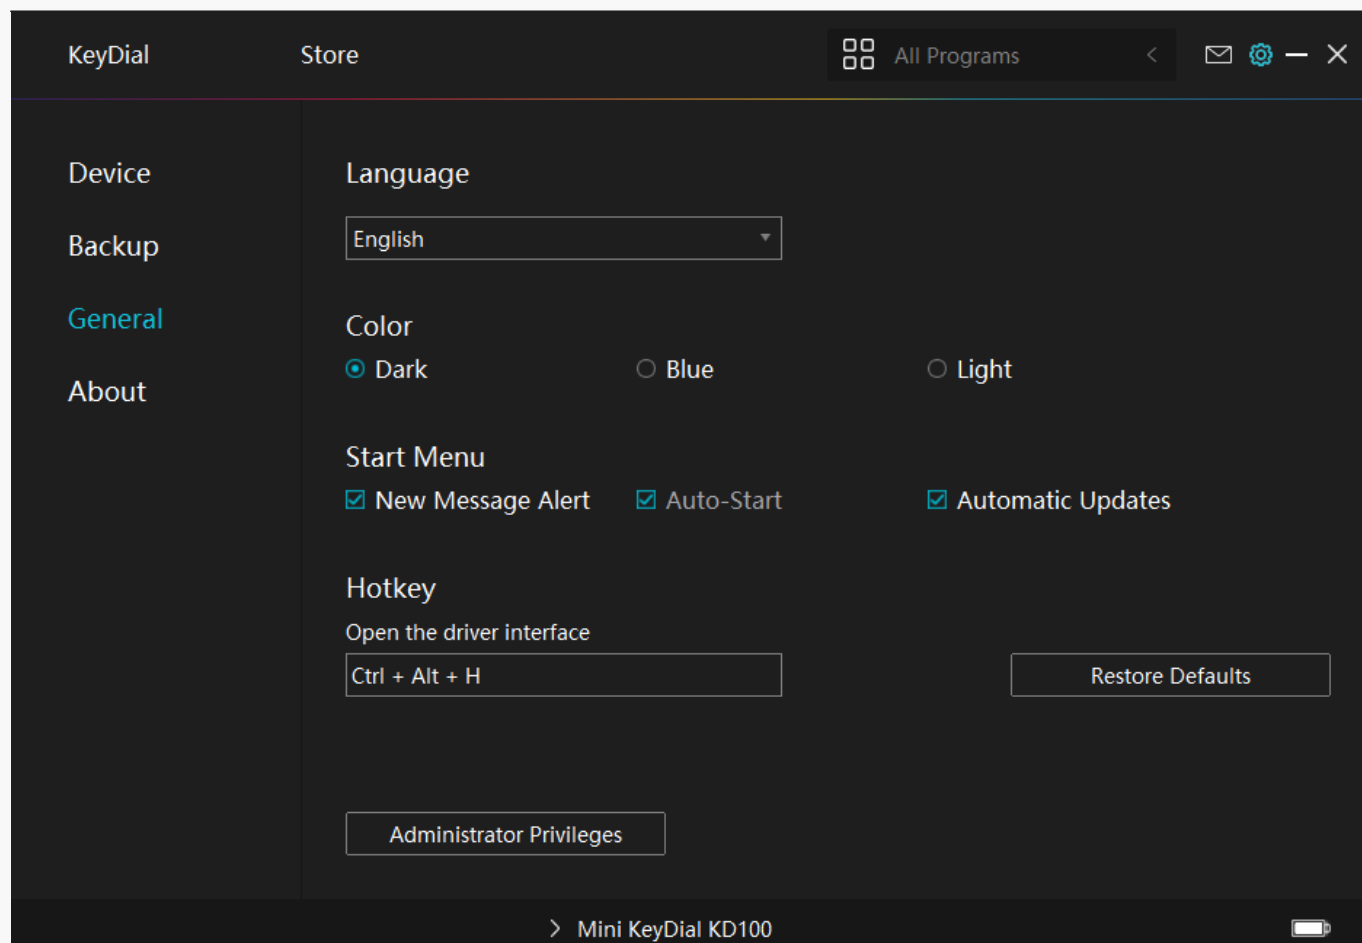 KeyDial
Store
All Programs
Device
Backup
General
About
Language
English
Color
Dark Blue Light
Start Menu
New Message Alert Auto-Start Automatic Updates
Hotkey
Open the driver interface
Ctrl + Alt + H
Restore Defaults
Administrator Privileges
Mini KeyDial KD100